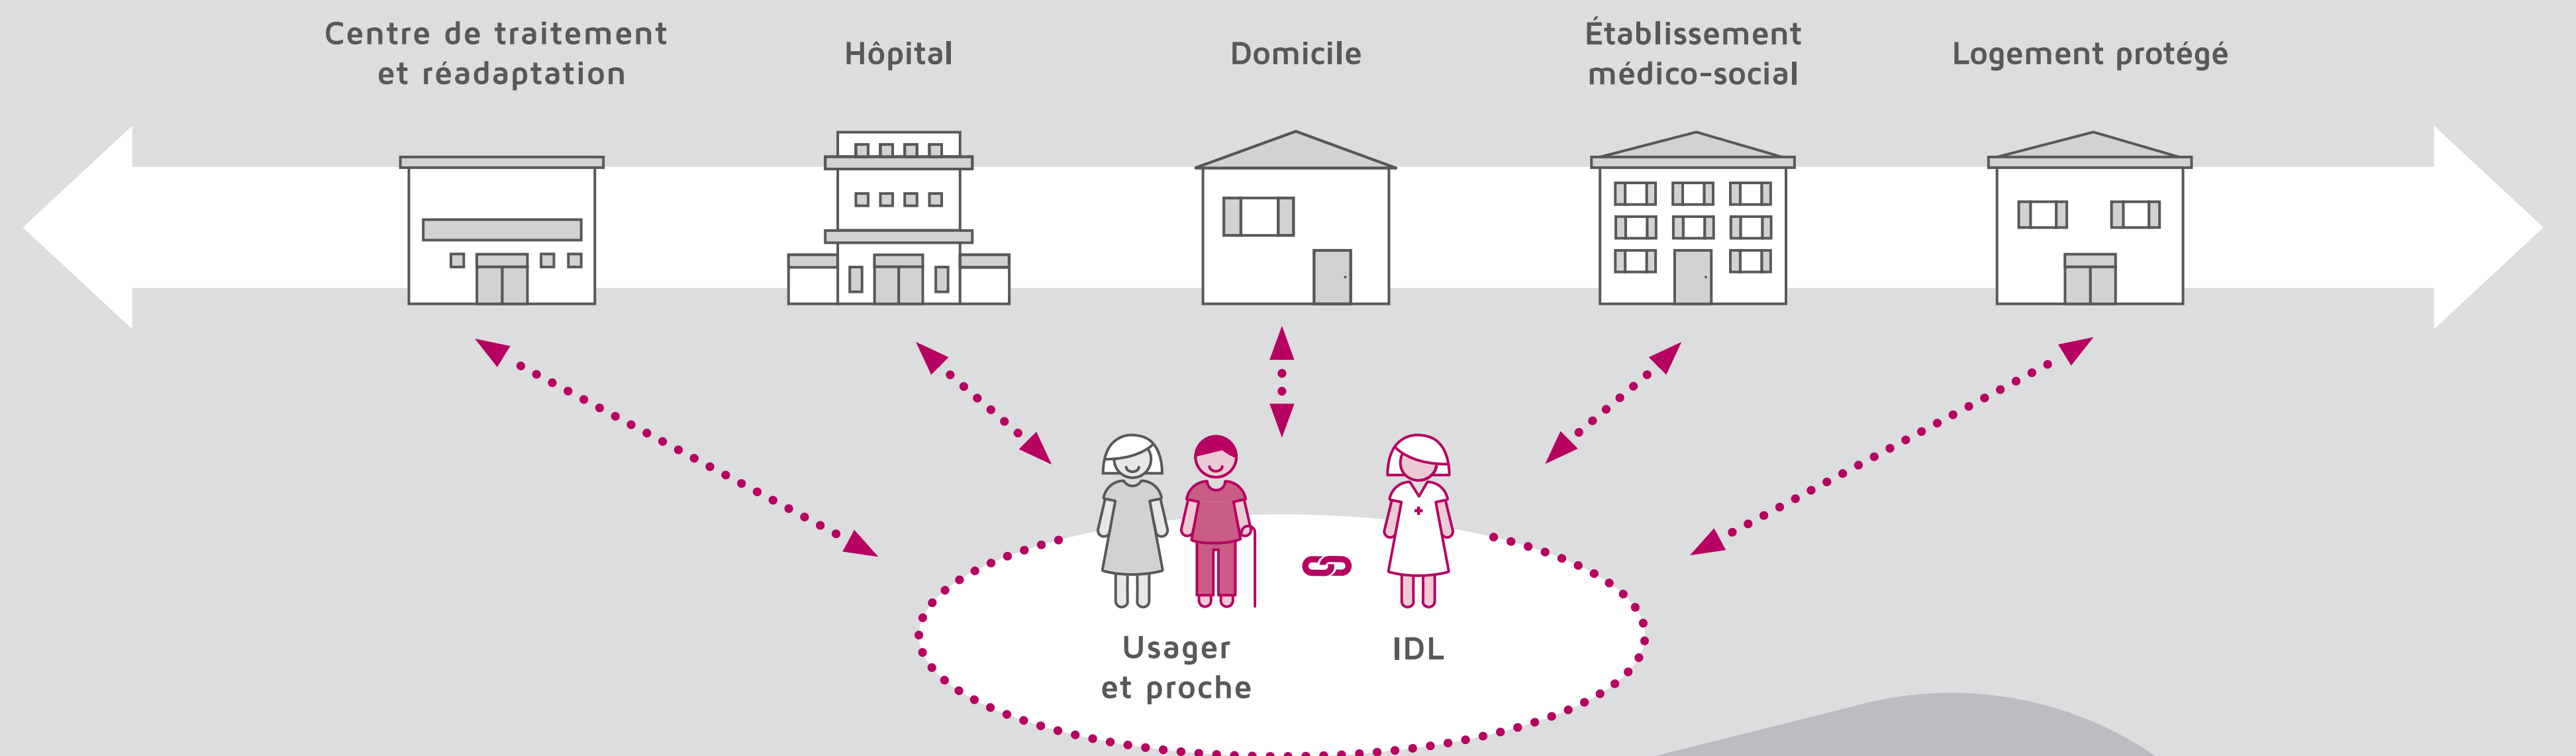 Centre de traitement
et réadaptation
Hôpital
Domicile
Établissement
médico-social
Logement protégé
Usager
et proche
IDL